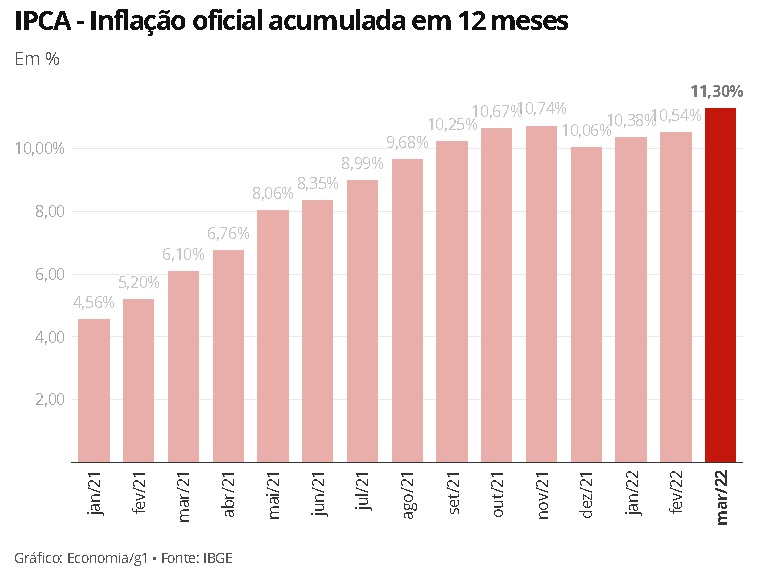 IPCA - Inflação oficial acumulada em 12 meses
Em %
11,30%
10,67%
10,74%
10,54%
10,38%
10,25%
10,06%
9,68%
10,00%
8,99%
8,35%
8,06%
8,00
6,76%
6,10%
6,00
5,20%
4,56%
4,00
2,00
jan/21
fev/21
mar/21
abr/21
mai/21
jun/21
jul/21
ago/21
set/21
out/21
nov/21
dez/21
jan/22
fev/22
mar/22
Gráfico: Economia/g1 • Fonte: IBGE